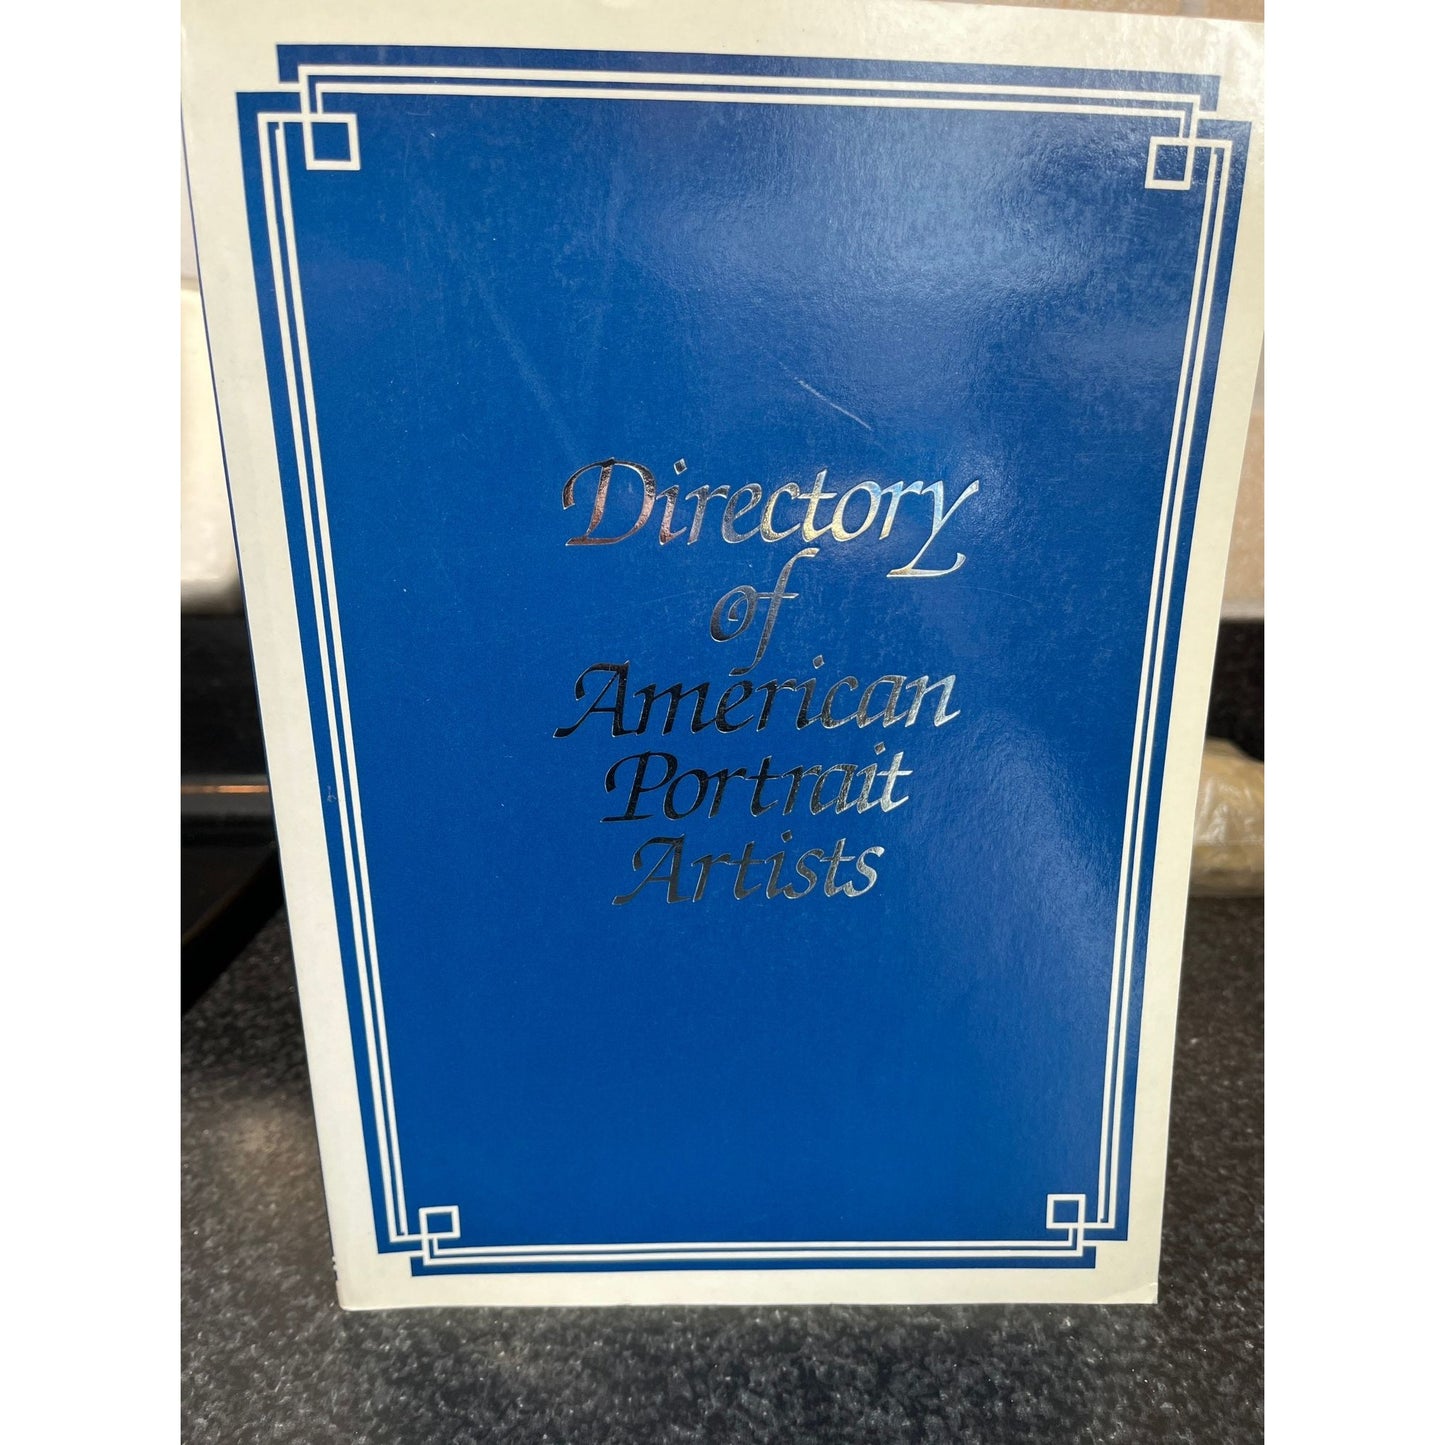 Directory
of
American
Portrait
Artists